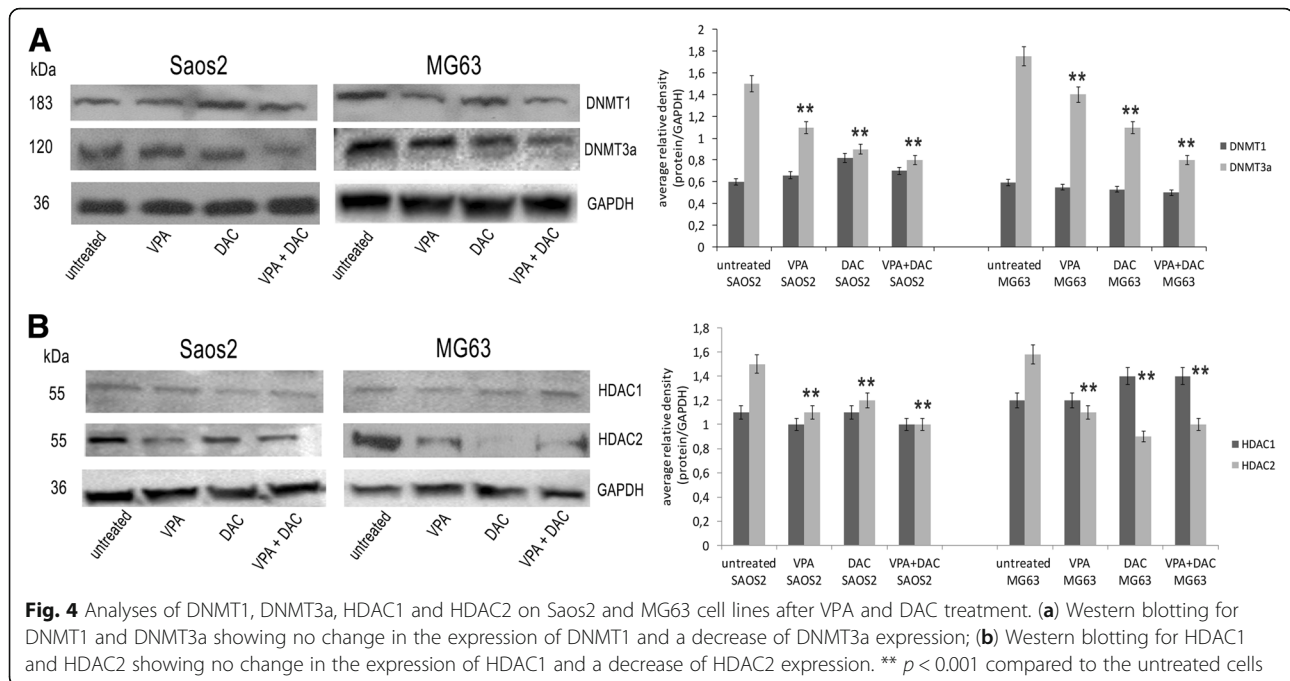 A
kDa
Saos2
MG63
183
DNMT1
120
DNMT3a
36
GAPDH
untreated
VPA
DAC
VPA + DAC
untreated
VPA
DAC
VPA + DAC
average relative density
(protein/GAPDH)
1,8
1,6
1,4
1,2
1
0,8
0,6
0,4
0,2
0
**
**
**
**
**
**
untreated
SAOS2
VPA
SAOS2
DAC
SAOS2
VPA+DAC
SAOS2
untreated
MG63
VPA
MG63
DAC
MG63
VPA+DAC
MG63
DNMT1
DNMT3a
B
kDa
Saos2
MG63
55
HDAC1
55
HDAC2
36
GAPDH
untreated
VPA
DAC
VPA + DAC
untreated
VPA
DAC
VPA + DAC
average relative density
(protein/GAPDH)
1,8
1,6
1,4
1,2
1
0,8
0,6
0,4
0,2
0
**
**
**
**
**
**
untreated
SAOS2
VPA
SAOS2
DAC
SAOS2
VPA+DAC
SAOS2
untreated
MG63
VPA
MG63
DAC
MG63
VPA+DAC
MG63
HDAC1
HDAC2
Fig. 4 Analyses of DNMT1, DNMT3a, HDAC1 and HDAC2 on Saos2 and MG63 cell lines after VPA and DAC treatment. (a) Western blotting for
DNMT1 and DNMT3a showing no change in the expression of DNMT1 and a decrease of DNMT3a expression; (b) Western blotting for HDAC1
and HDAC2 showing no change in the expression of HDAC1 and a decrease of HDAC2 expression. ** p < 0.001 compared to the untreated cells